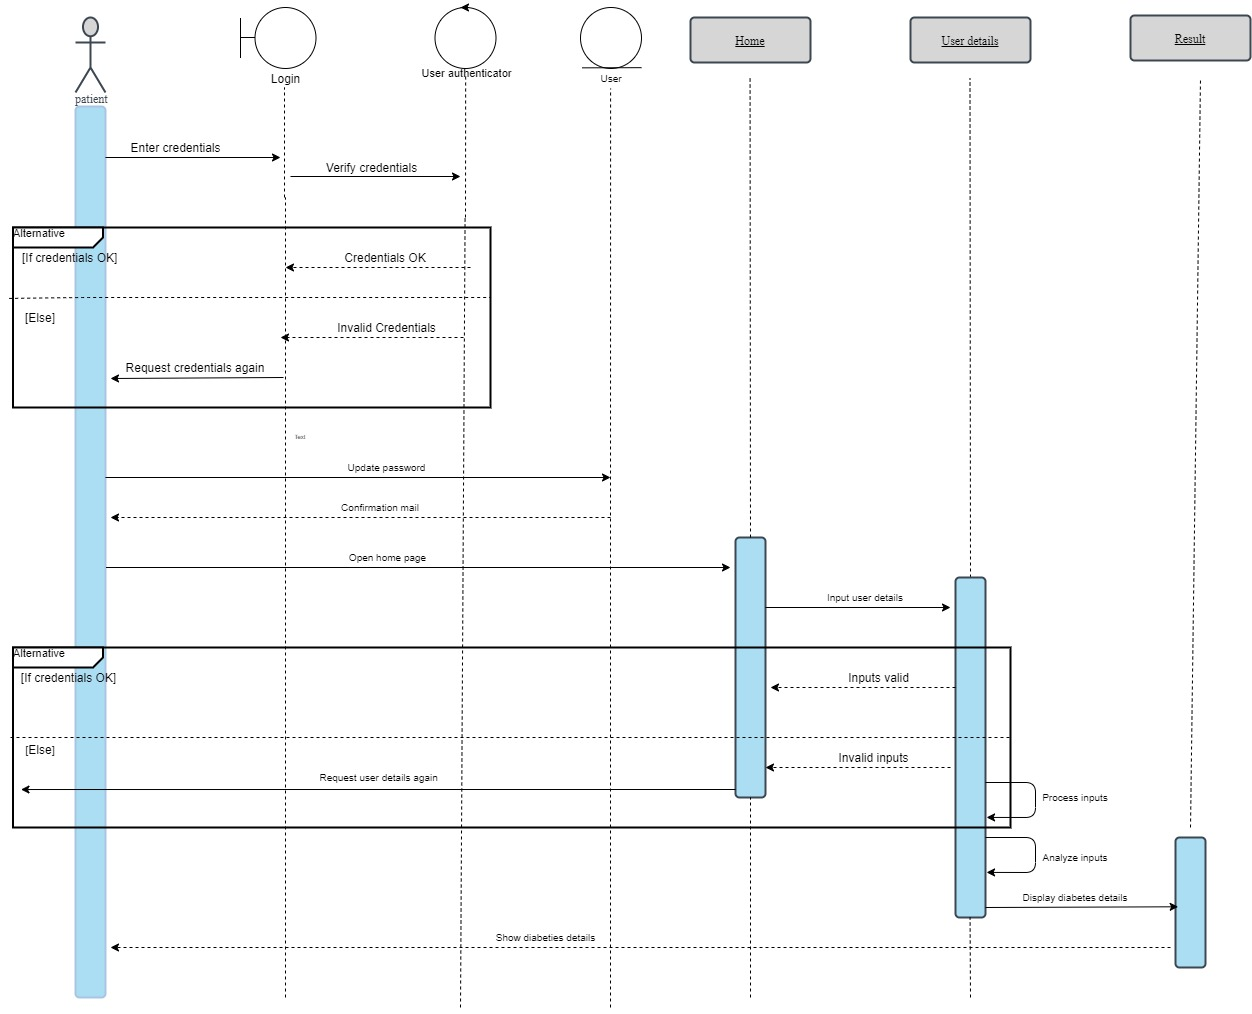 Home
User details
Result
Login
User authenticator
User
patient
Enter credentials
Verify credentials
Alternative
[If credentials OK]
Credentials OK
[Else]
Invalid Credentials
Request credentials again
Text
Update password
Confirmation mail
Open home page
Input user details
Alternative
[If credentials OK]
Inputs valid
[Else]
Invalid inputs
Request user details again
Process inputs
Analyze inputs
Display diabetes details
Show diabeties details